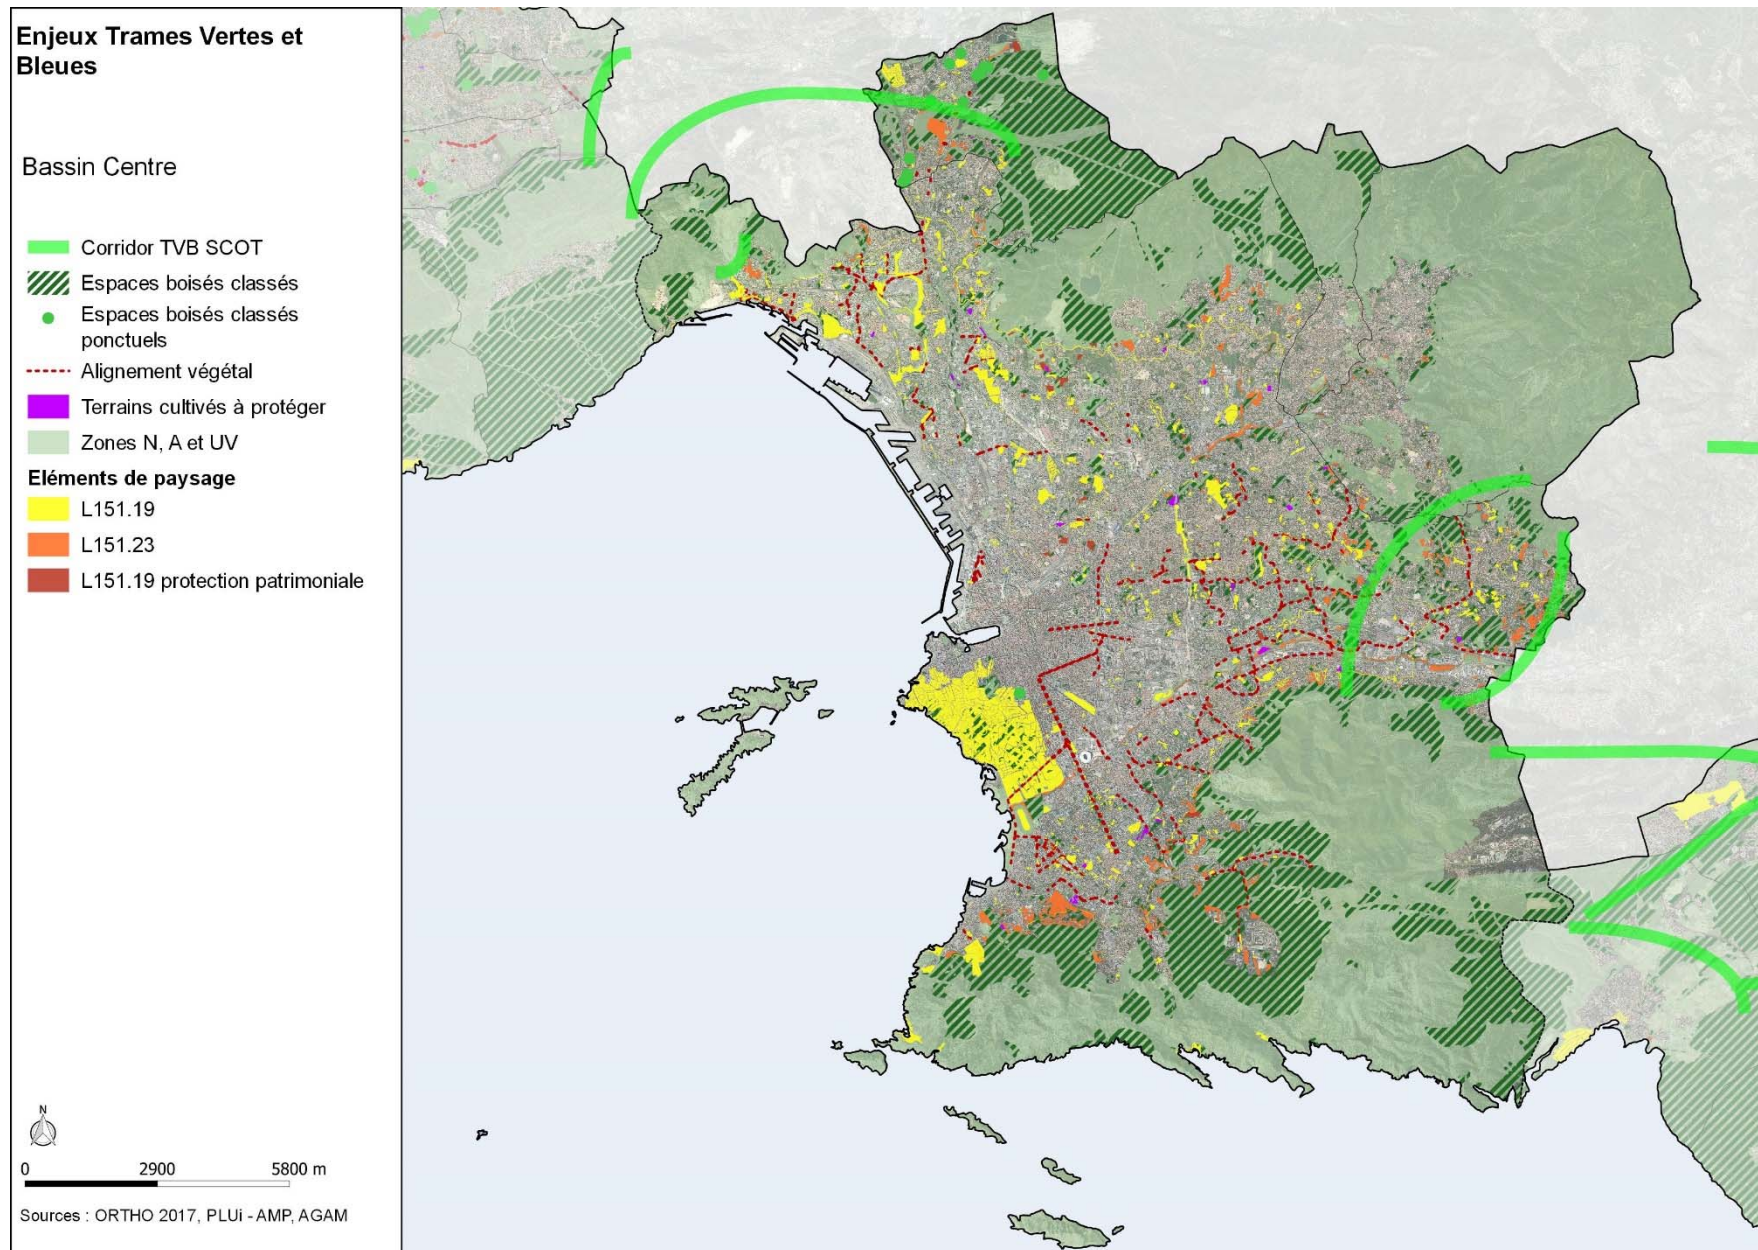 Enjeux Trames Vertes et
Bleues
Bassin Centre
Corridor TVB SCOT
Espaces boisés classés
Espaces boisés classés
ponctuels
Alignement végétal
Terrains cultivés à protéger
Zones N, A et UV
Eléments de paysage
L151.19
L151.23
L151.19 protection patrimoniale
N
0 2900 5800 m
Sources : ORTHO 2017, PLUi - AMP, AGAM